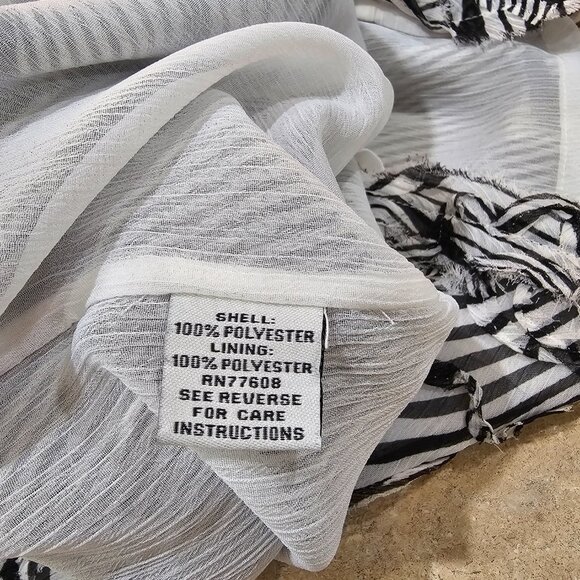 SHELL:
100% POLYESTER
LINING:
100% POLYESTER
RN77608
SEE REVERSE
FOR CARE
INSTRUCTIONS